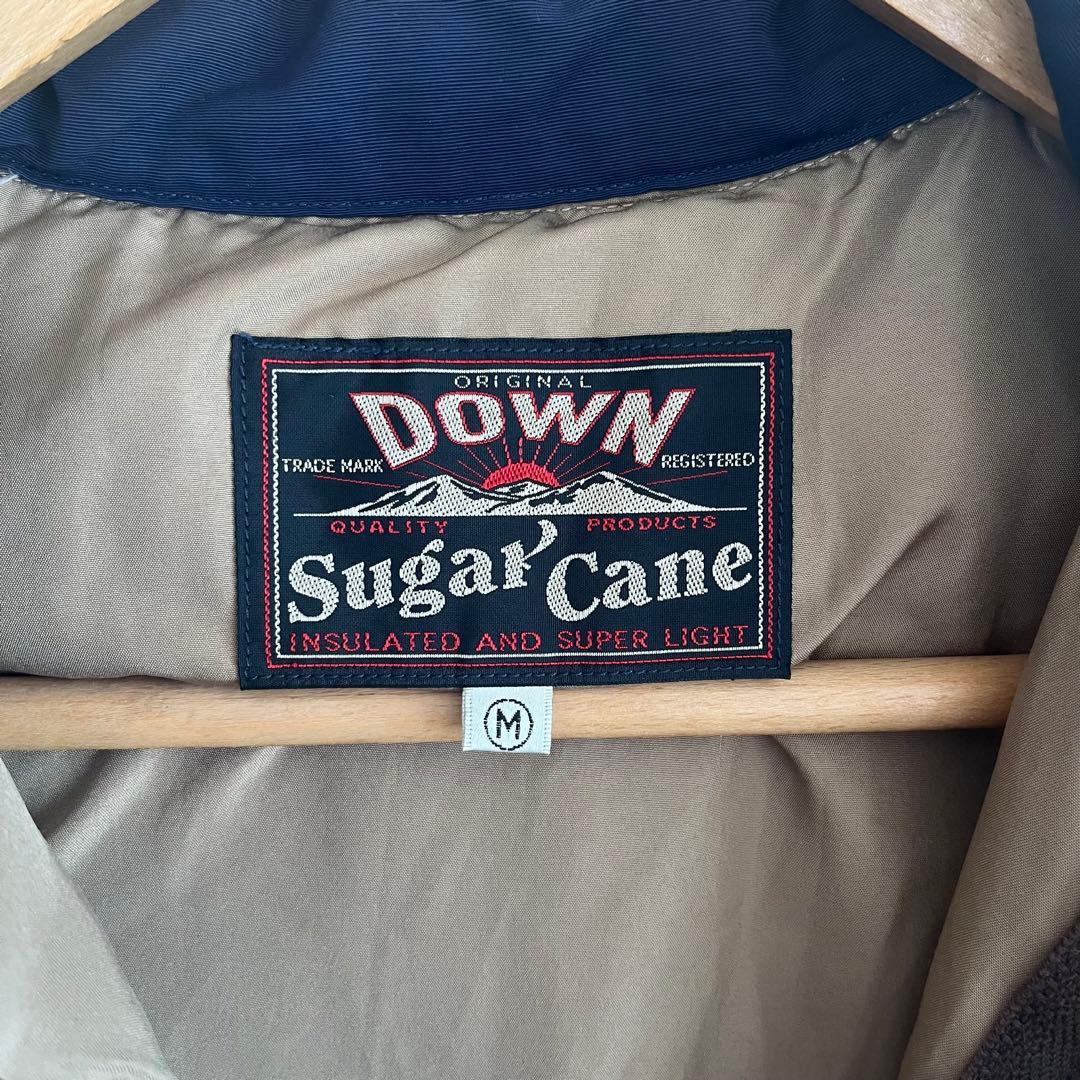 ORIGINAL
DOWN
TRADE MARK REGISTERED
QUALITY PRODUCTS
Sugar Cane
INSULATED AND SUPER LIGHT
M